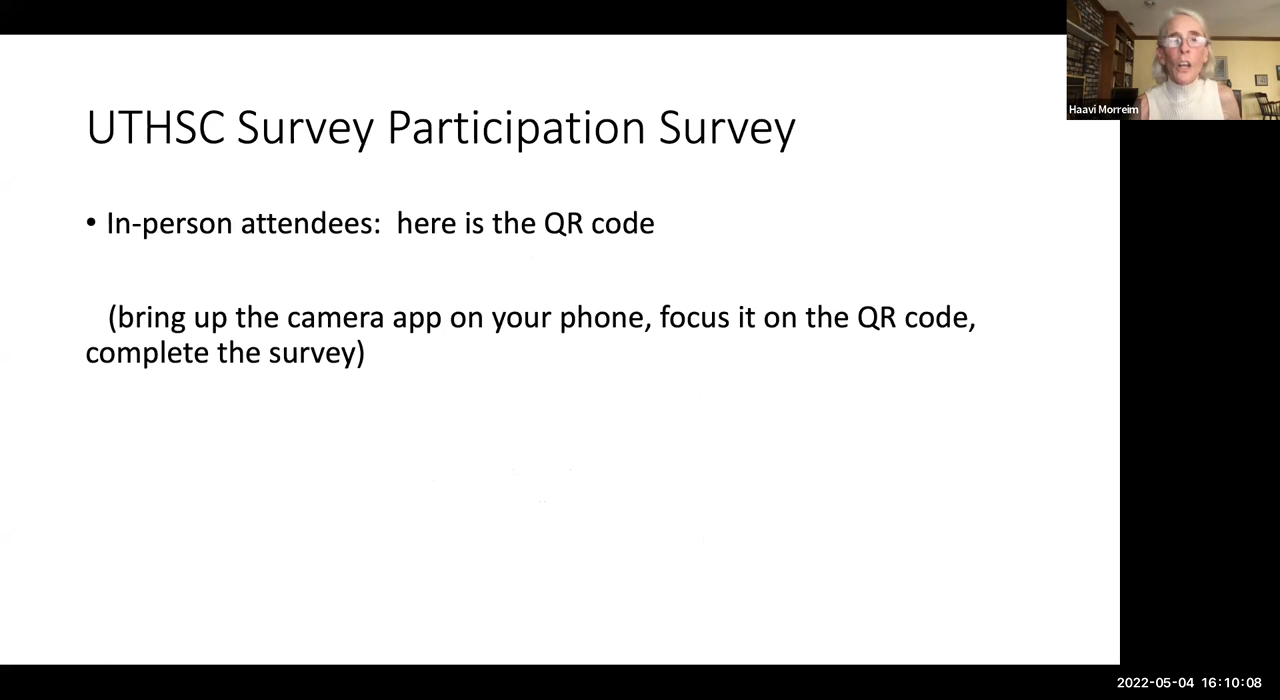 UTHSC Survey Participation Survey
• In-person attendees:  here is the QR code
(bring up the camera app on your phone, focus it on the QR code,
complete the survey)
Haavi Morreim
2022-05-04 16:10:08